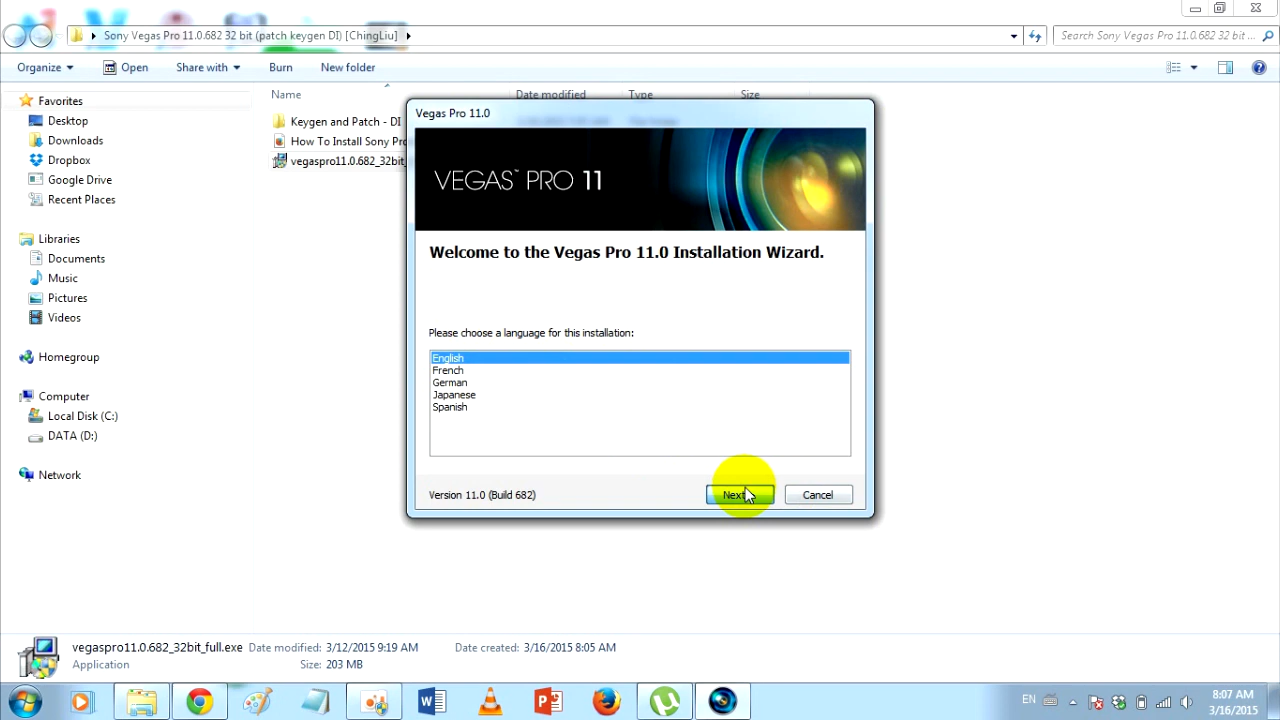 Sony Vegas Pro 11.0.682 32 bit (patch keygen DI) [ChingLiu]
Search Sony Vegas Pro 11.0.682 32 bit ...
Organize Open Share with Burn New folder
Name Date modified Type Size
Favorites
Desktop
Downloads
Dropbox
Google Drive
Recent Places
Libraries
Documents
Music
Pictures
Videos
Homegroup
Computer
Local Disk (C:)
DATA (D:)
Network
Keygen and Patch - DI
How To Install Sony Pro
vegaspro11.0.682_32bit_
Vegas Pro 11.0
VEGAS™ PRO 11
Welcome to the Vegas Pro 11.0 Installation Wizard.
Please choose a language for this installation:
English
French
German
Japanese
Spanish
Version 11.0 (Build 682)
Next
Cancel
vegaspro11.0.682_32bit_full.exe Date modified: 3/12/2015 9:19 AM Date created: 3/16/2015 8:05 AM
Application Size: 203 MB
EN
8:07 AM
3/16/2015